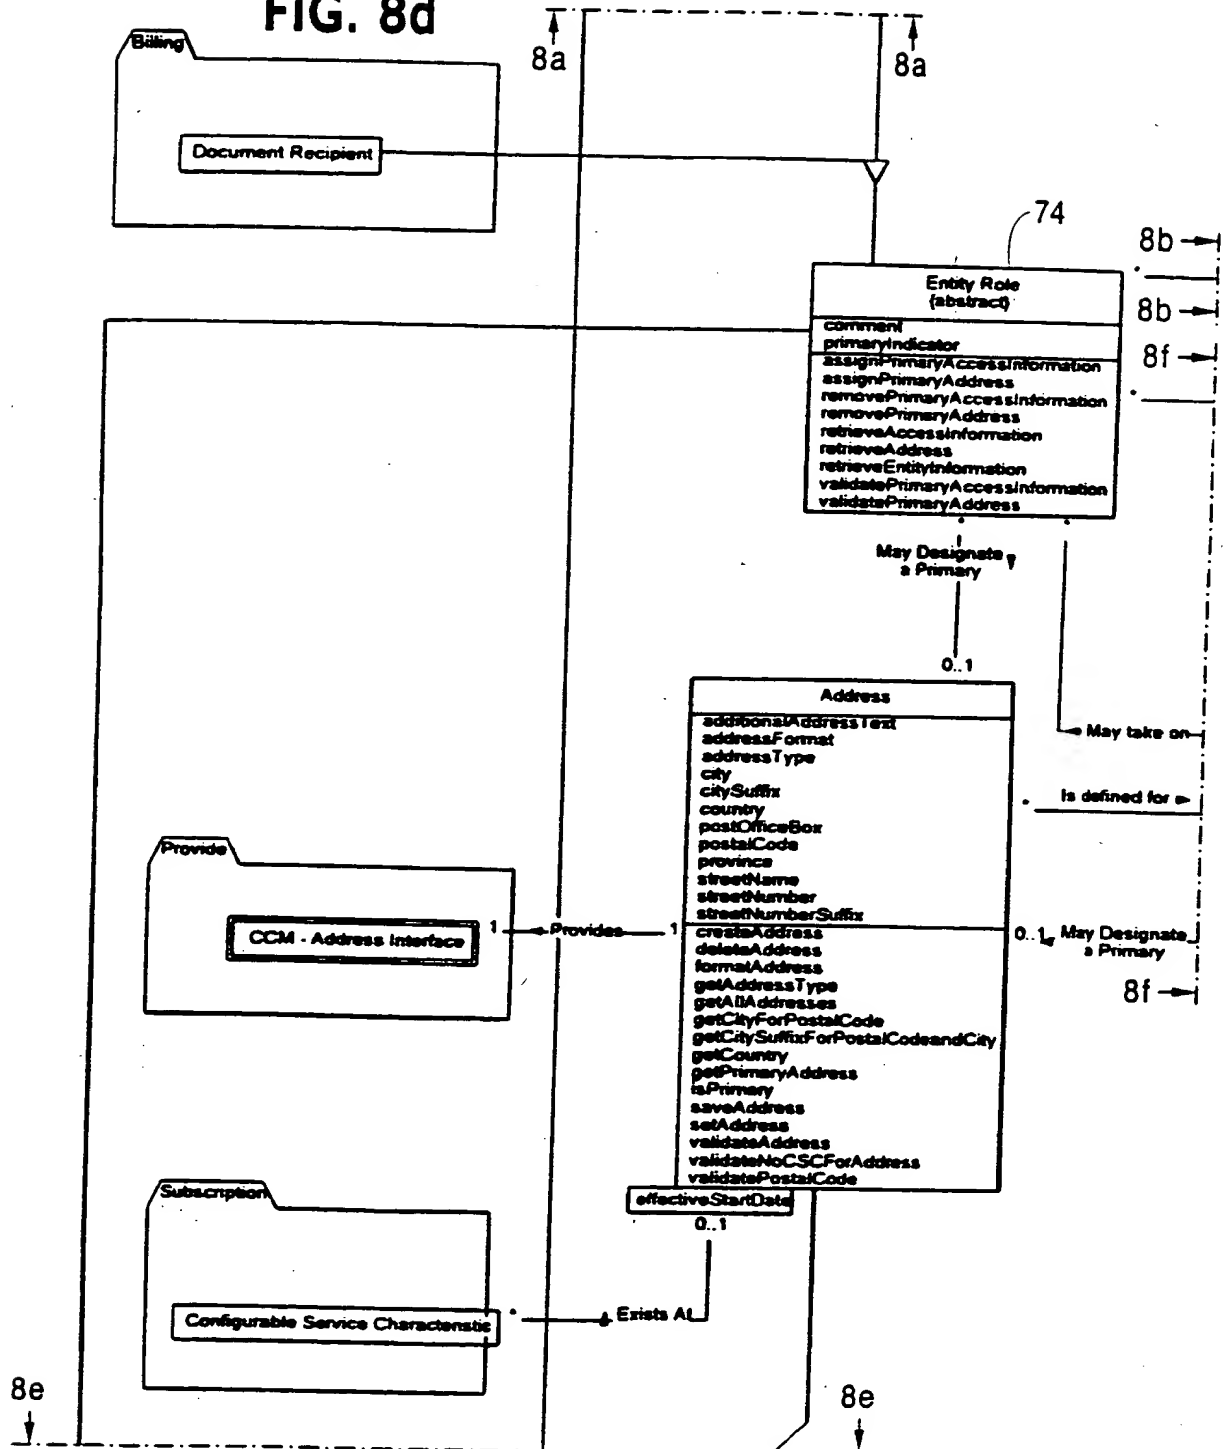 FIG. 8d
8a
8a
Billing
Document Recipient
74
8b
8b
8f
Entity Role
{abstract}
comment
primaryIndicator
assignPrimaryAccessInformation
assignPrimaryAddress
removePrimaryAccessInformation
removePrimaryAddress
retrieveAccessInformation
retrieveAddress
retrieveEntityInformation
validatePrimaryAccessInformation
validatePrimaryAddress
*
*
*
*
May Designate
a Primary
0..1
Address
additionalAddressText
addressFormat
addressType
city
citySuffix
country
postOfficeBox
postalCode
province
streetName
streetNumber
streetNumberSuffix
createAddress
deleteAddress
formatAddress
getAddressType
getAllAddresses
getCityForPostalCode
getCitySuffixForPostalCodeandCity
getCountry
getPrimaryAddress
isPrimary
saveAddress
setAddress
validateAddress
validateNoCSCForAddress
validatePostalCode
May take on
* Is defined for
0..1 May Designate
a Primary
8f
Provide
CCM - Address Interface
1 Provides 1
effectiveStartDate
0..1
Subscription
Configurable Service Characteristic
* Exists At
8e
8e